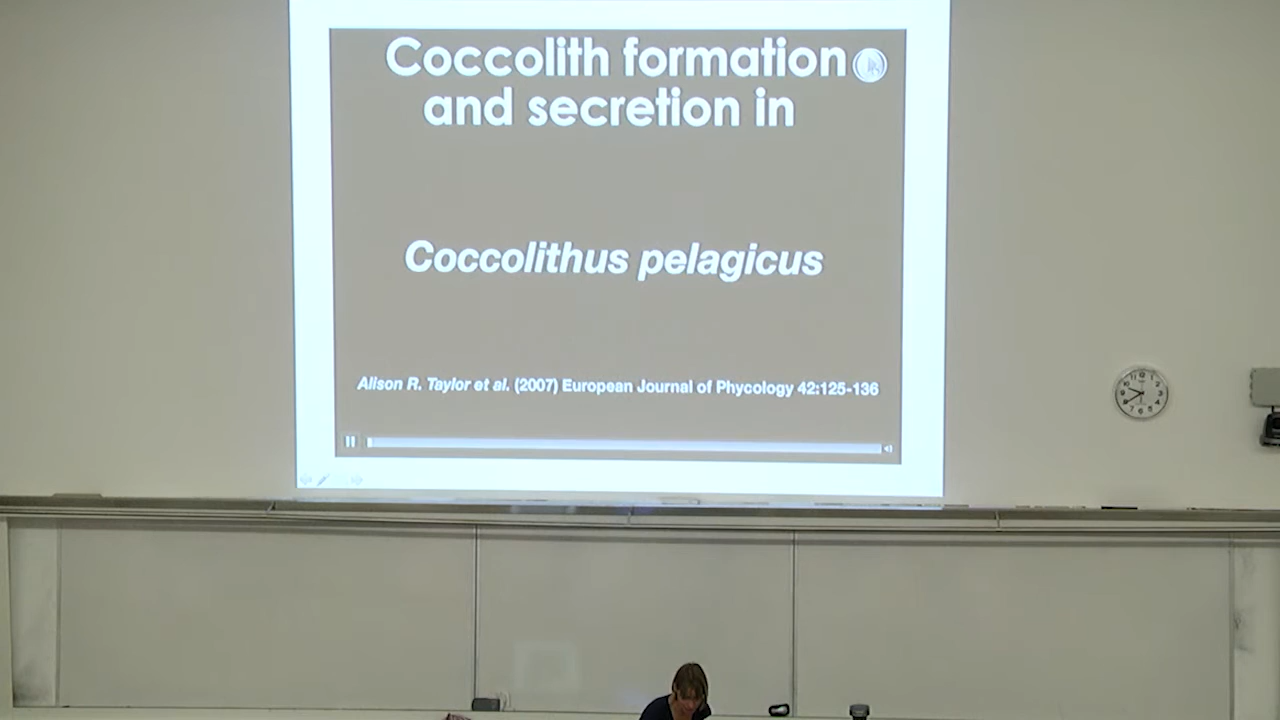 Coccolith formation
and secretion in
Coccolithus pelagicus
Alison R. Taylor et al. (2007) European Journal of Phycology 42:125-136